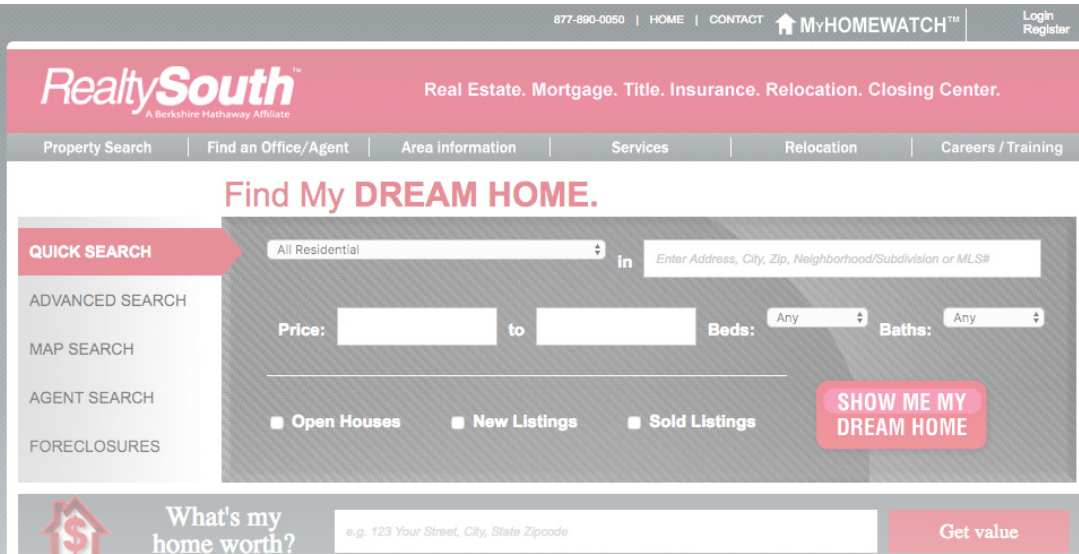 877-890-0050 | HOME | CONTACT MYHOMEWATCH™ Login
Register
RealtySouth™
A Berkshire Hathaway Affiliate
Real Estate. Mortgage. Title. Insurance. Relocation. Closing Center.
Property Search | Find an Office/Agent | Area information | Services | Relocation | Careers / Training
Find My DREAM HOME.
QUICK SEARCH
ADVANCED SEARCH
MAP SEARCH
AGENT SEARCH
FORECLOSURES
All Residential in Enter Address, City, Zip, Neighborhood/Subdivision or MLS#
Price: to Beds: Any Baths: Any
Open Houses New Listings Sold Listings
SHOW ME MY
DREAM HOME
$
What's my
home worth?
e.g. 123 Your Street, City, State Zipcode
Get value